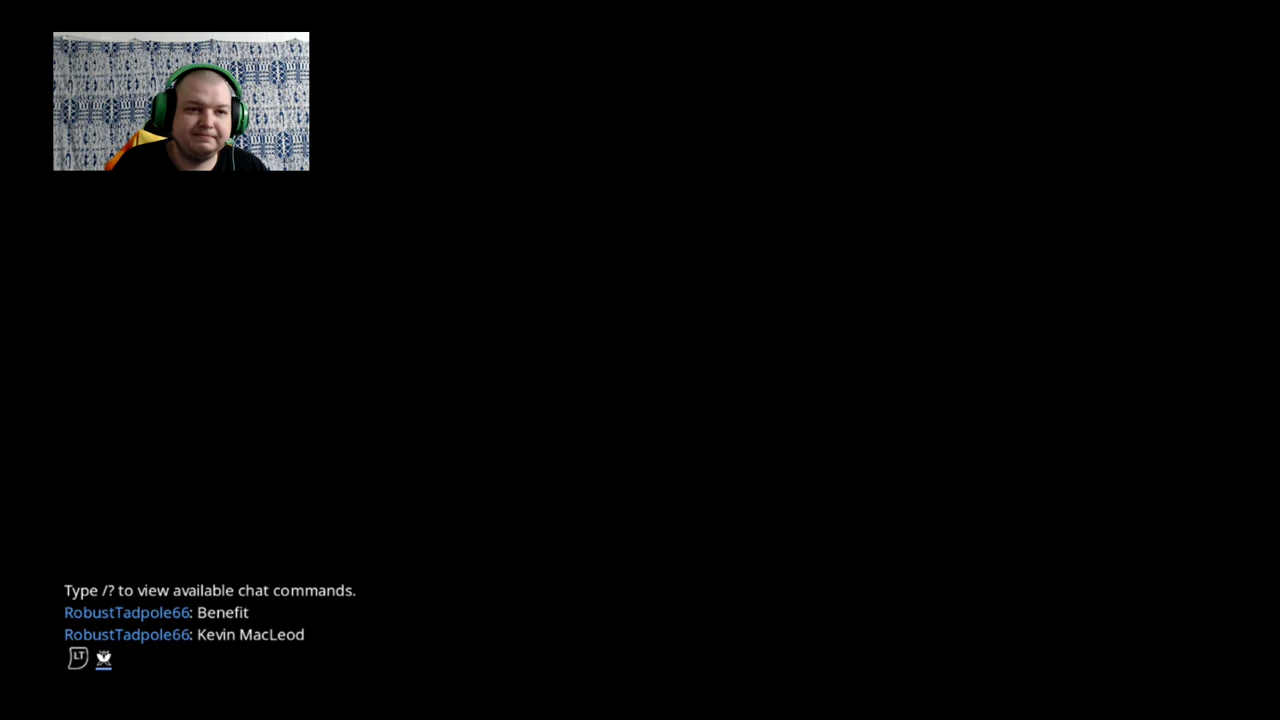 Type /? to view available chat commands.
RobustTadpole66: Benefit
RobustTadpole66: Kevin MacLeod
LT